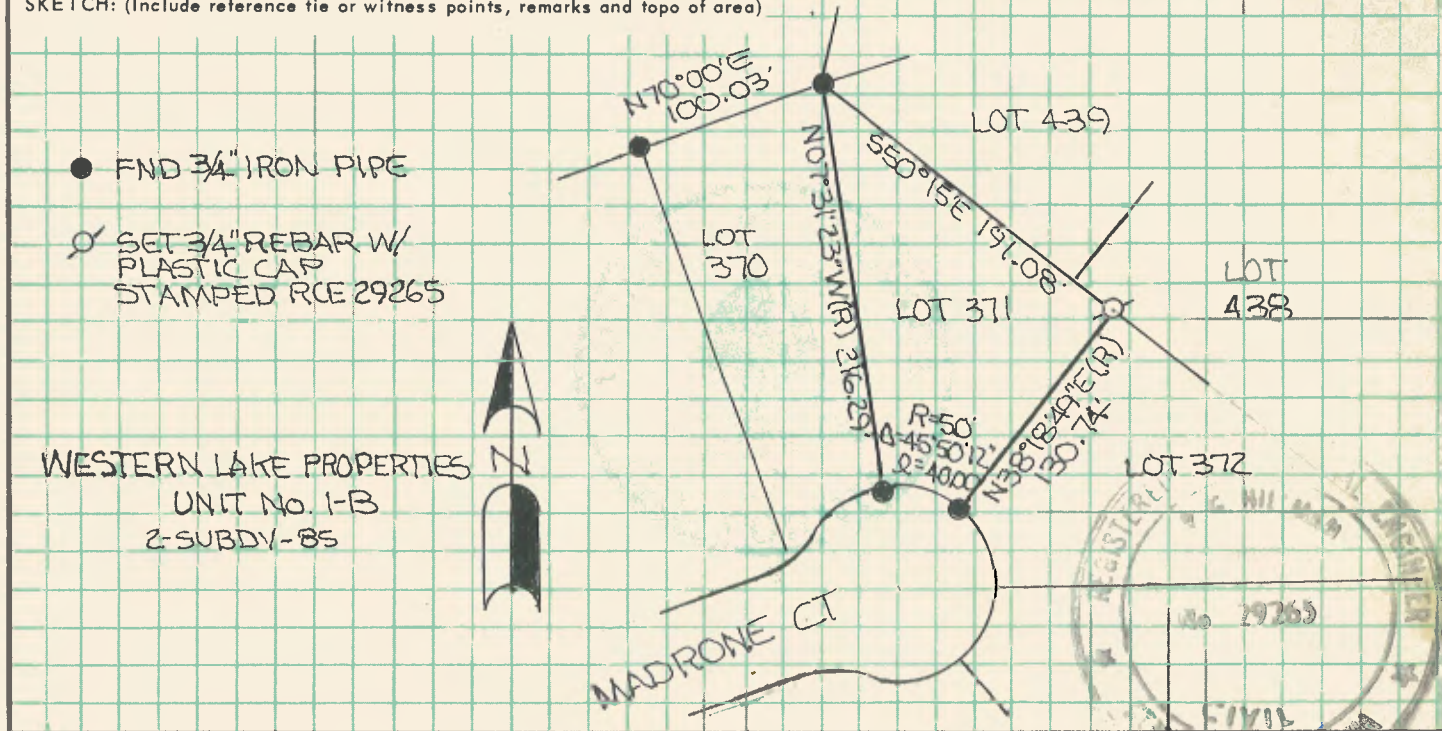 SKETCH: (Include reference tie or witness points, remarks and topo of area)
N70°00'E
100.03'
LOT 439
FND 3/4" IRON PIPE
S50°15'E 191.08'
N07°31'23"W(R) 216.29'
SET 3/4" REBAR W/
PLASTIC CAP
STAMPED RCE 29265
LOT
370
LOT 371
LOT
438
N38°18'49"E(R)
130.74'
R=50'
Δ=45°50'12"
ℓ=40.00'
LOT 372
WESTERN LAKE PROPERTIES
UNIT No. 1-B
2-SUBDV-85
N
MADRONE CT
REGISTERED
ENGINEER
No 29265
CIVIL